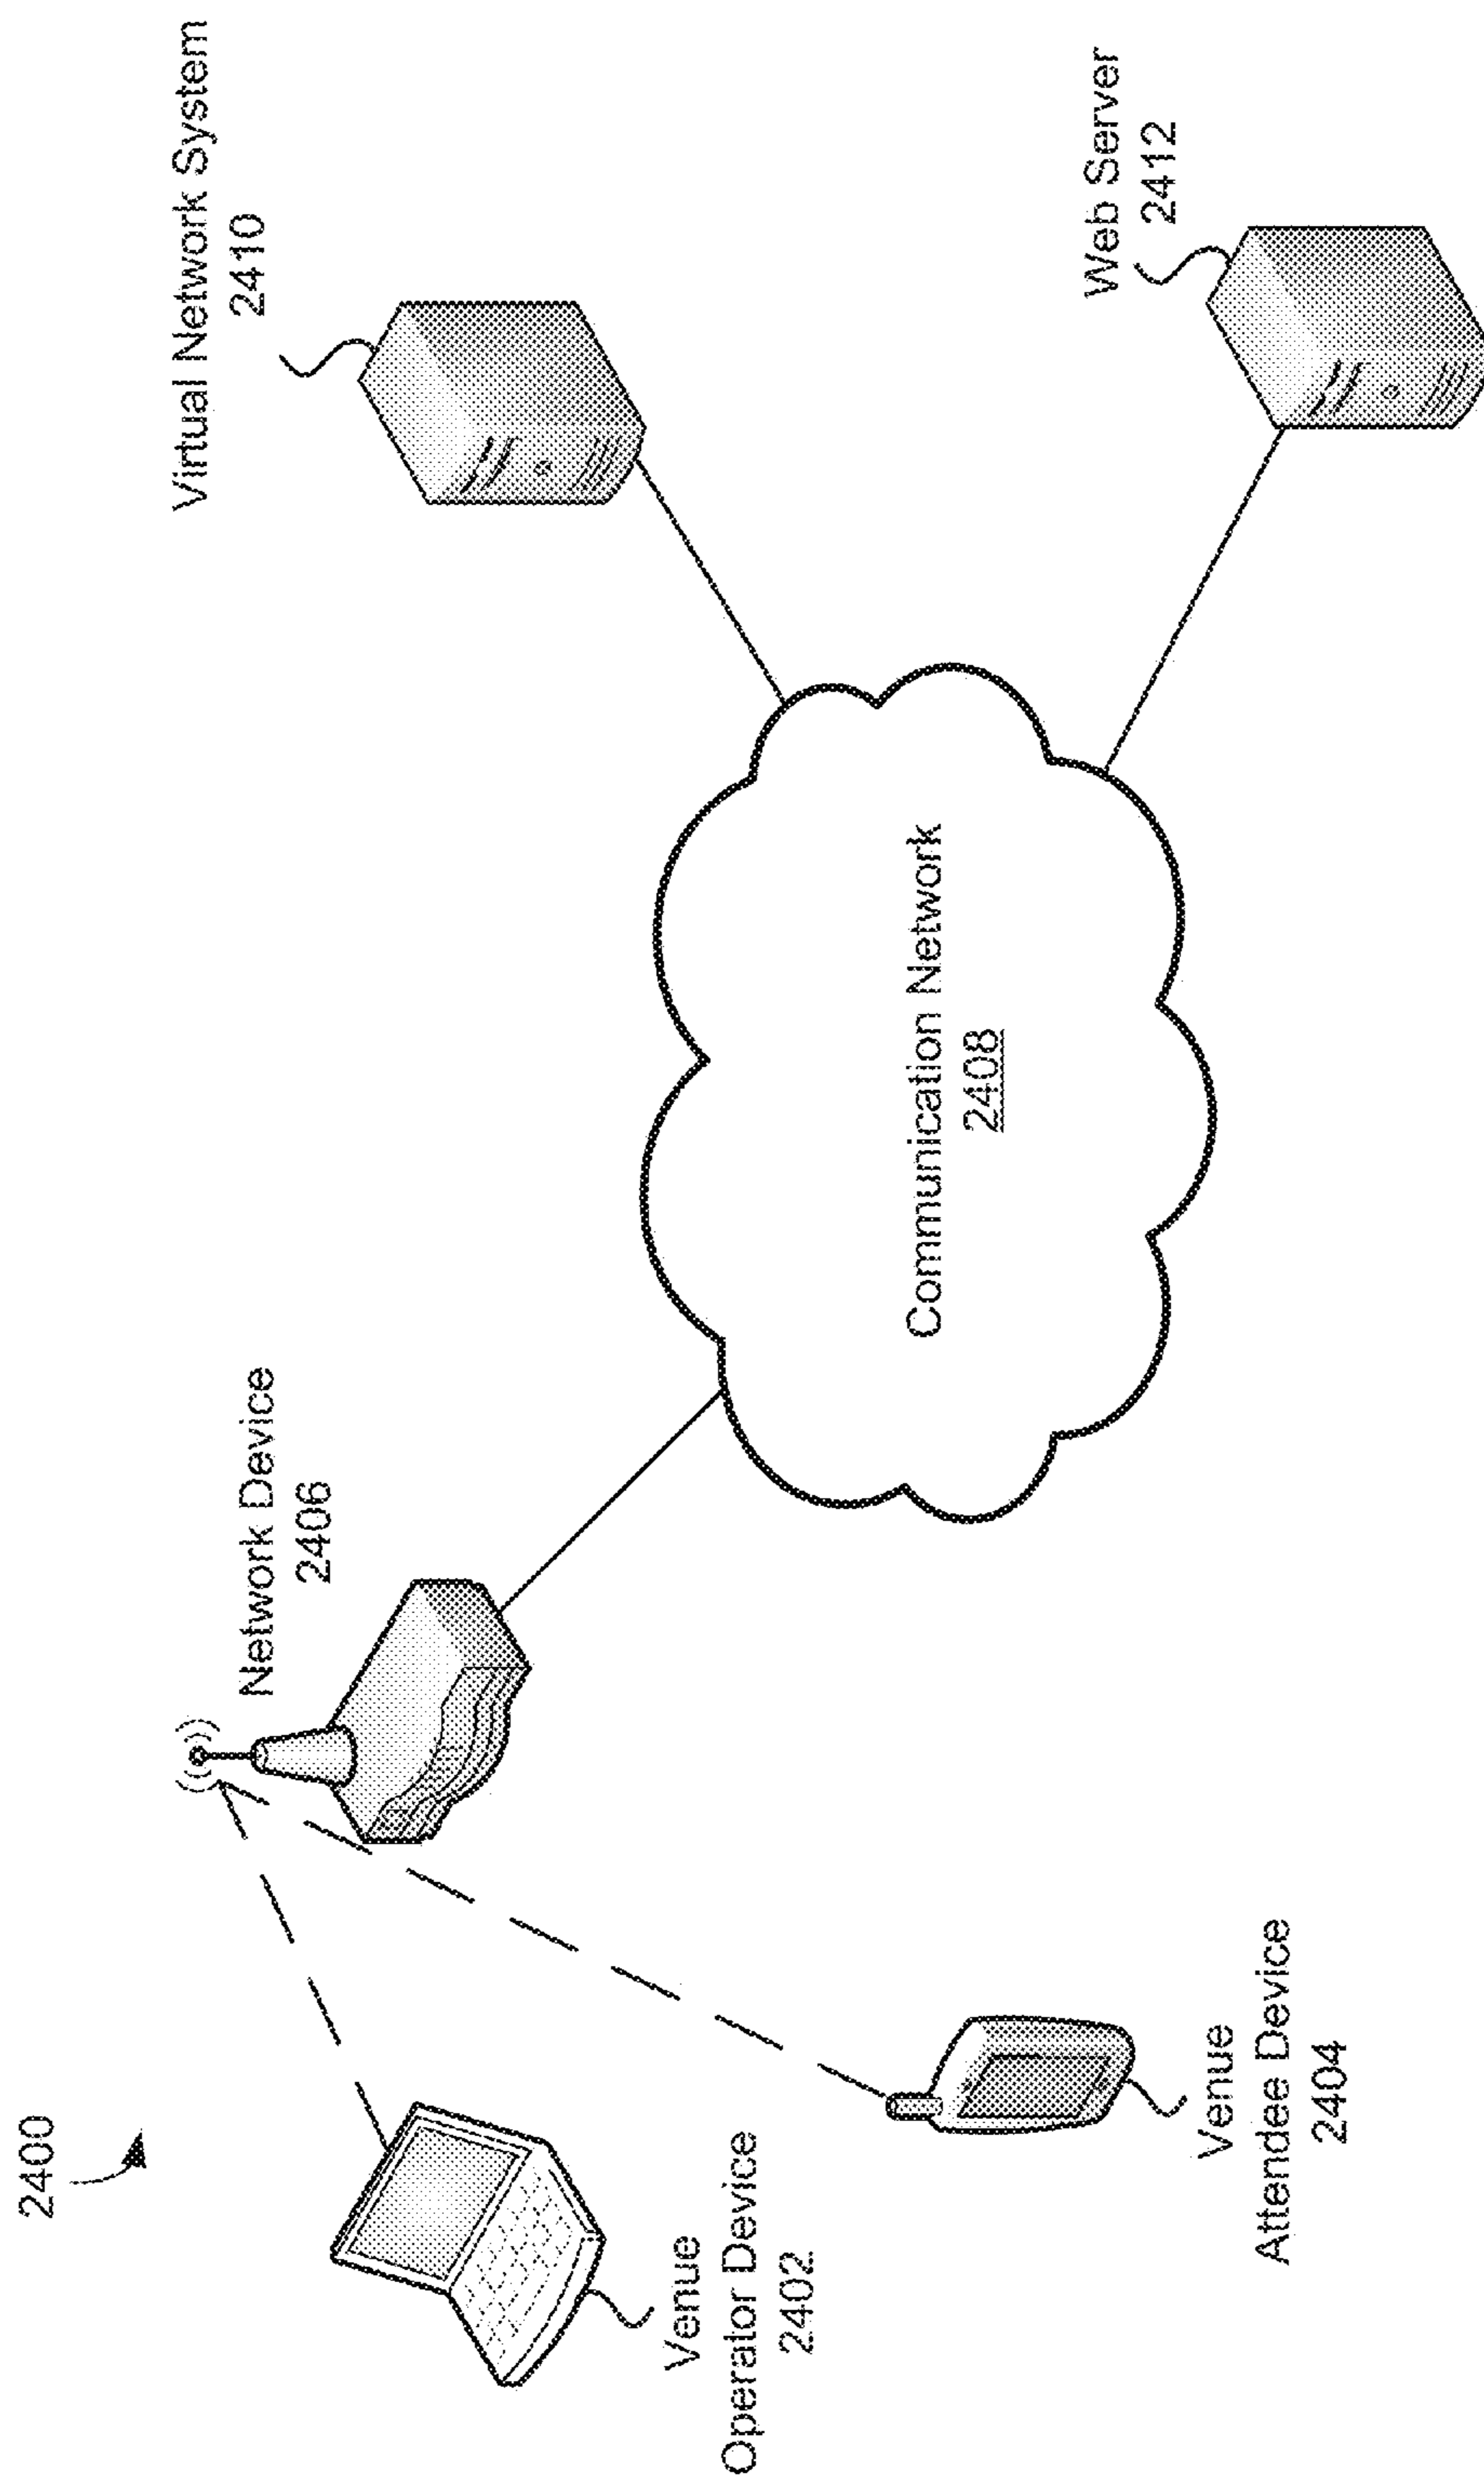 2400
Virtual Network System
2410
Network Device
2406
Venue
Operator Device
2402
Communication Network
2408
Web Server
2412
Venue
Attendee Device
2404